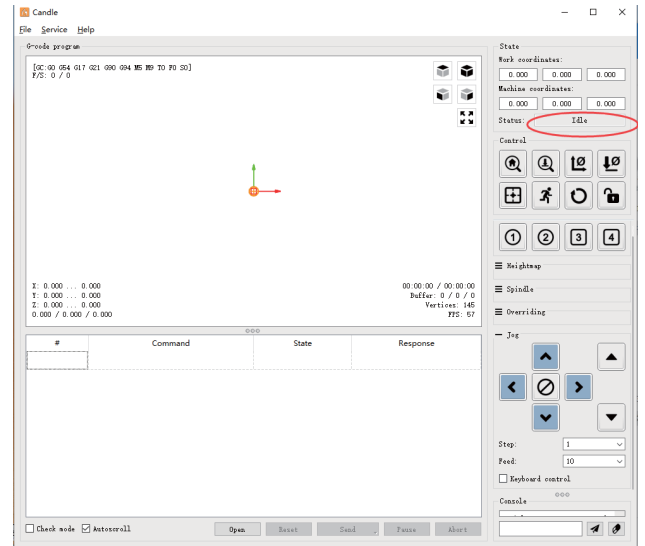 Candle
File Service Help
G-code program
[GC:G0 G54 G17 G21 G90 G94 M5 M9 T0 F0 S0]
F/S: 0 / 0
X: 0.000 ... 0.000
Y: 0.000 ... 0.000
Z: 0.000 ... 0.000
0.000 / 0.000 / 0.000
00:00:00 / 00:00:00
Buffer: 0 / 0 / 0
Vertices: 145
FPS: 57
# Command State Response
Check mode Autoscroll Open Reset Send Pause Abort
State
Work coordinates:
0.000 0.000 0.000
Machine coordinates:
0.000 0.000 0.000
Status: Idle
Control
1 2 3 4
Heightmap
Spindle
Overriding
Jog
Step: 1
Feed: 10
Keyboard control
Console